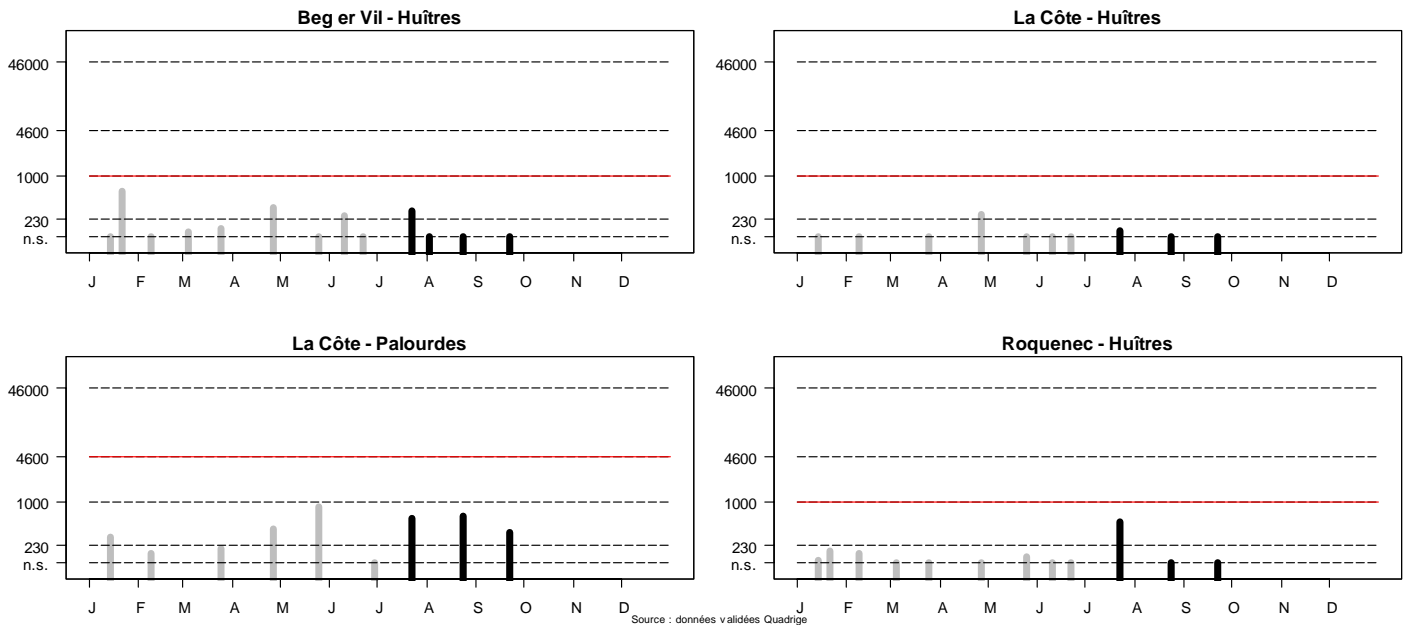 Beg er Vil - Huîtres
46000
4600
1000
230
n.s.
J F M A M J J A S O N D
La Côte - Huîtres
46000
4600
1000
230
n.s.
J F M A M J J A S O N D
La Côte - Palourdes
46000
4600
1000
230
n.s.
J F M A M J J A S O N D
Roquenec - Huîtres
46000
4600
1000
230
n.s.
J F M A M J J A S O N D
Source : données validées Quadrige